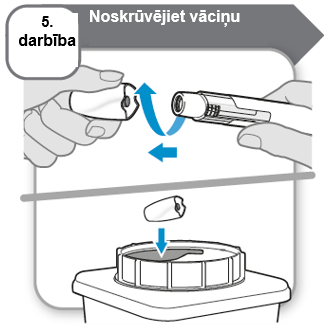 5.
darbība
Noskrūvējiet vāciņu